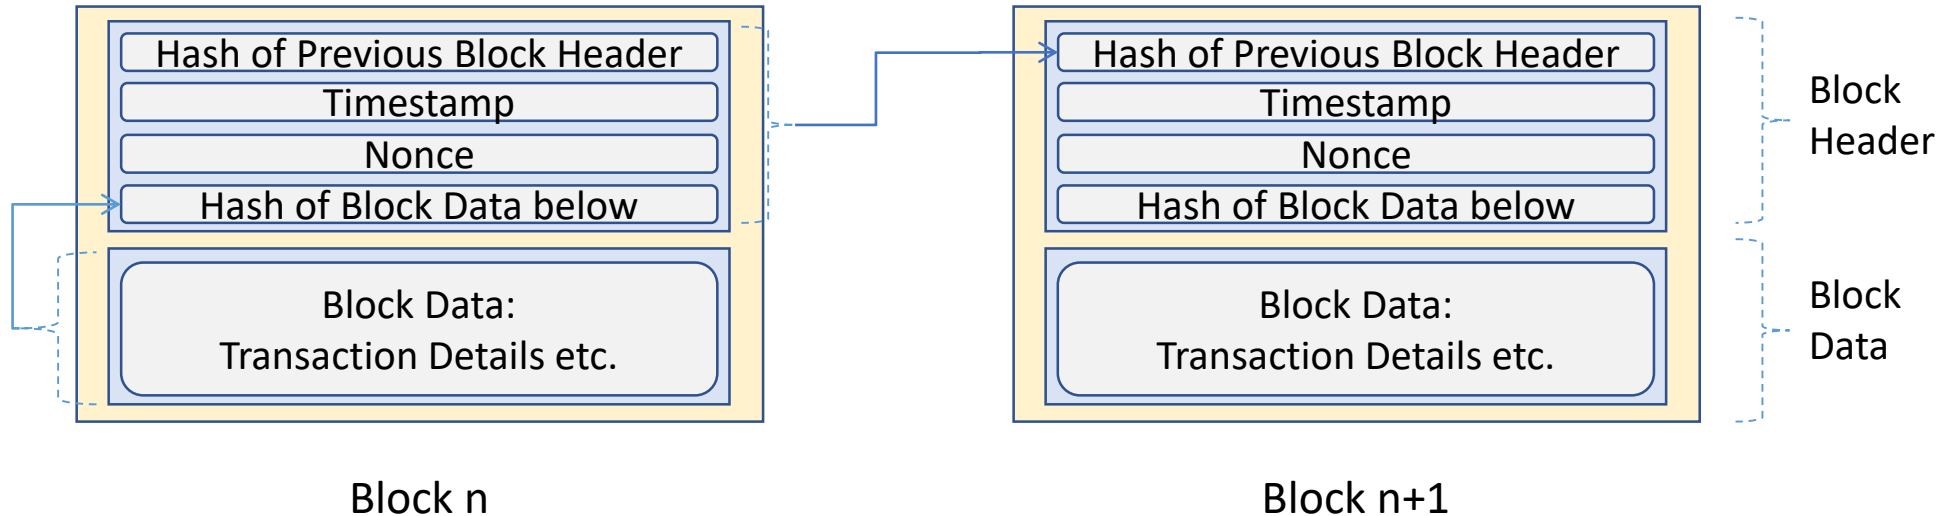 Hash of Previous Block Header
Timestamp
Nonce
Hash of Block Data below
Block Data:
Transaction Details etc.
Block n
Hash of Previous Block Header
Timestamp
Nonce
Hash of Block Data below
Block Data:
Transaction Details etc.
Block n+1
Block
Header
Block
Data